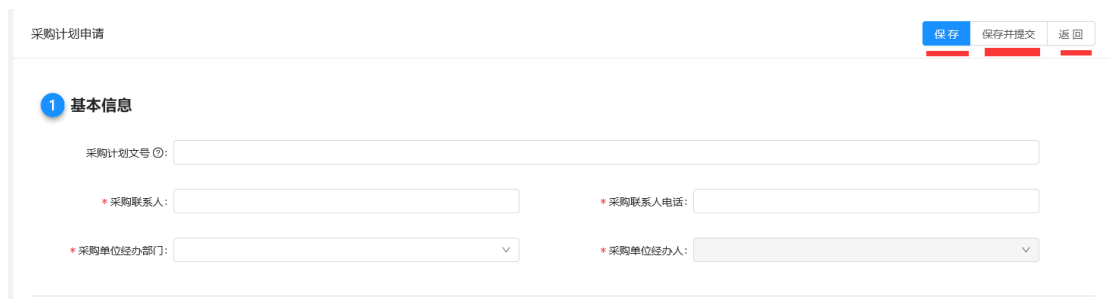 采购计划申请 保存 保存并提交 返回
1 基本信息
采购计划文号?:
* 采购联系人: * 采购联系人电话:
* 采购单位经办部门: * 采购单位经办人: